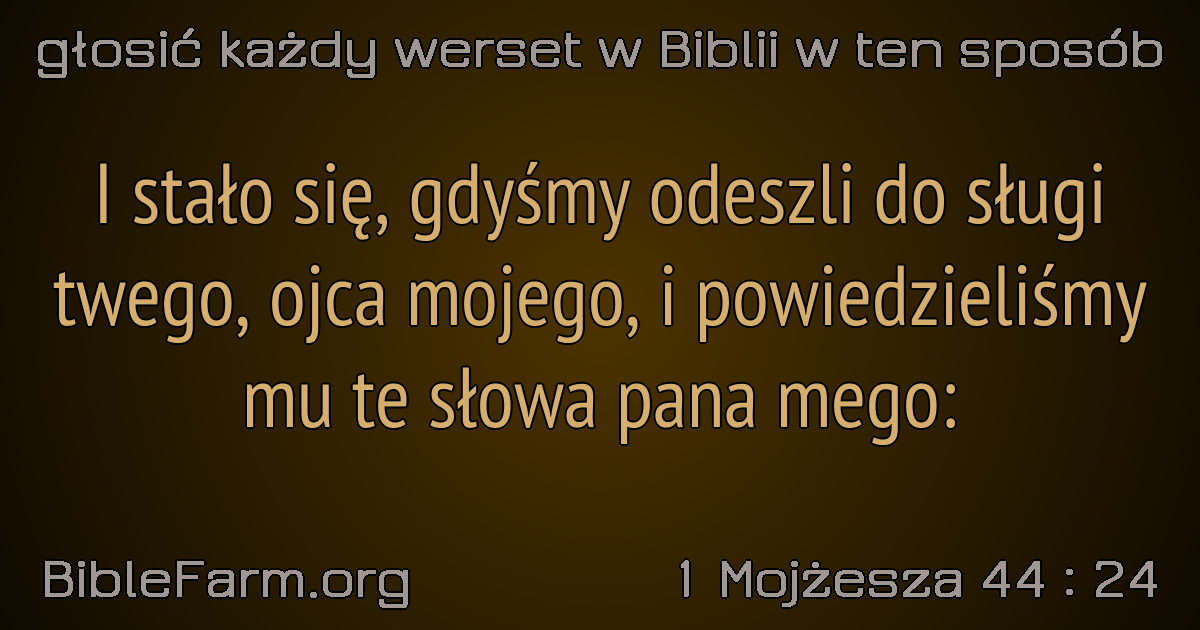 głosić każdy werset w Biblii w ten sposób
I stało się, gdyśmy odeszli do sługi
twego, ojca mojego, i powiedzieliśmy
mu te słowa pana mego:
BibleFarm.org
1 Mojżesza 44 : 24